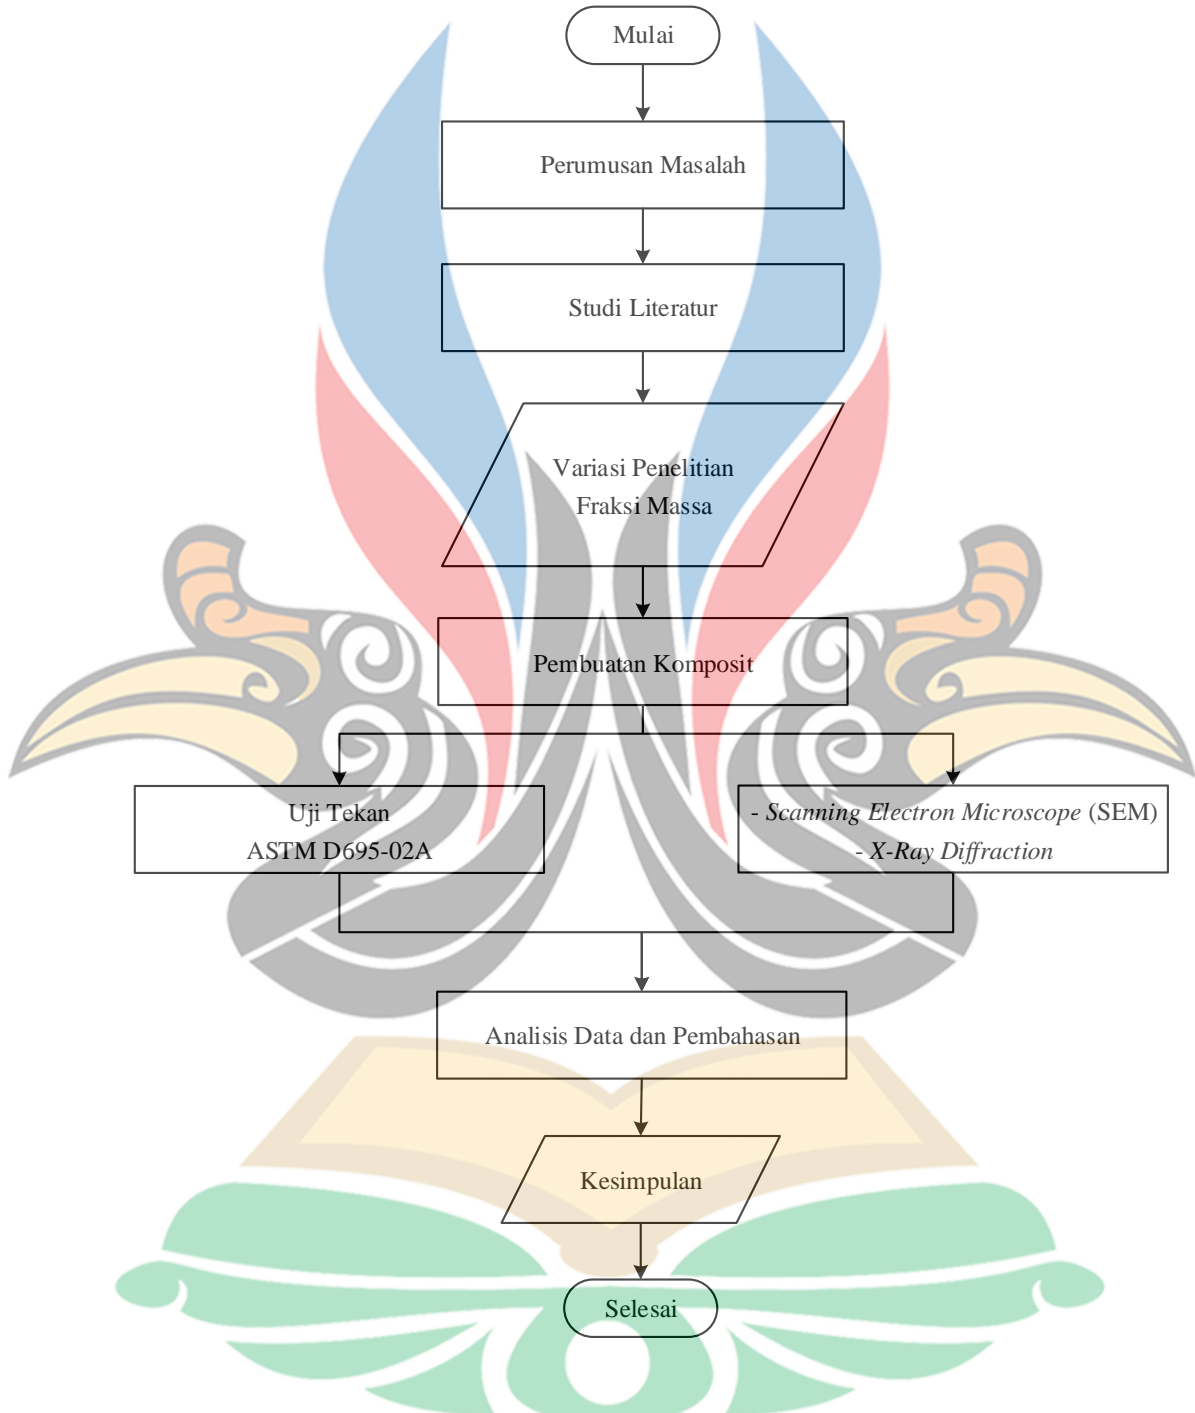 Mulai
Perumusan Masalah
Studi Literatur
Variasi Penelitian
Fraksi Massa
Pembuatan Komposit
Uji Tekan
ASTM D695-02A
- Scanning Electron Microscope (SEM)
- X-Ray Diffraction
Analisis Data dan Pembahasan
Kesimpulan
Selesai